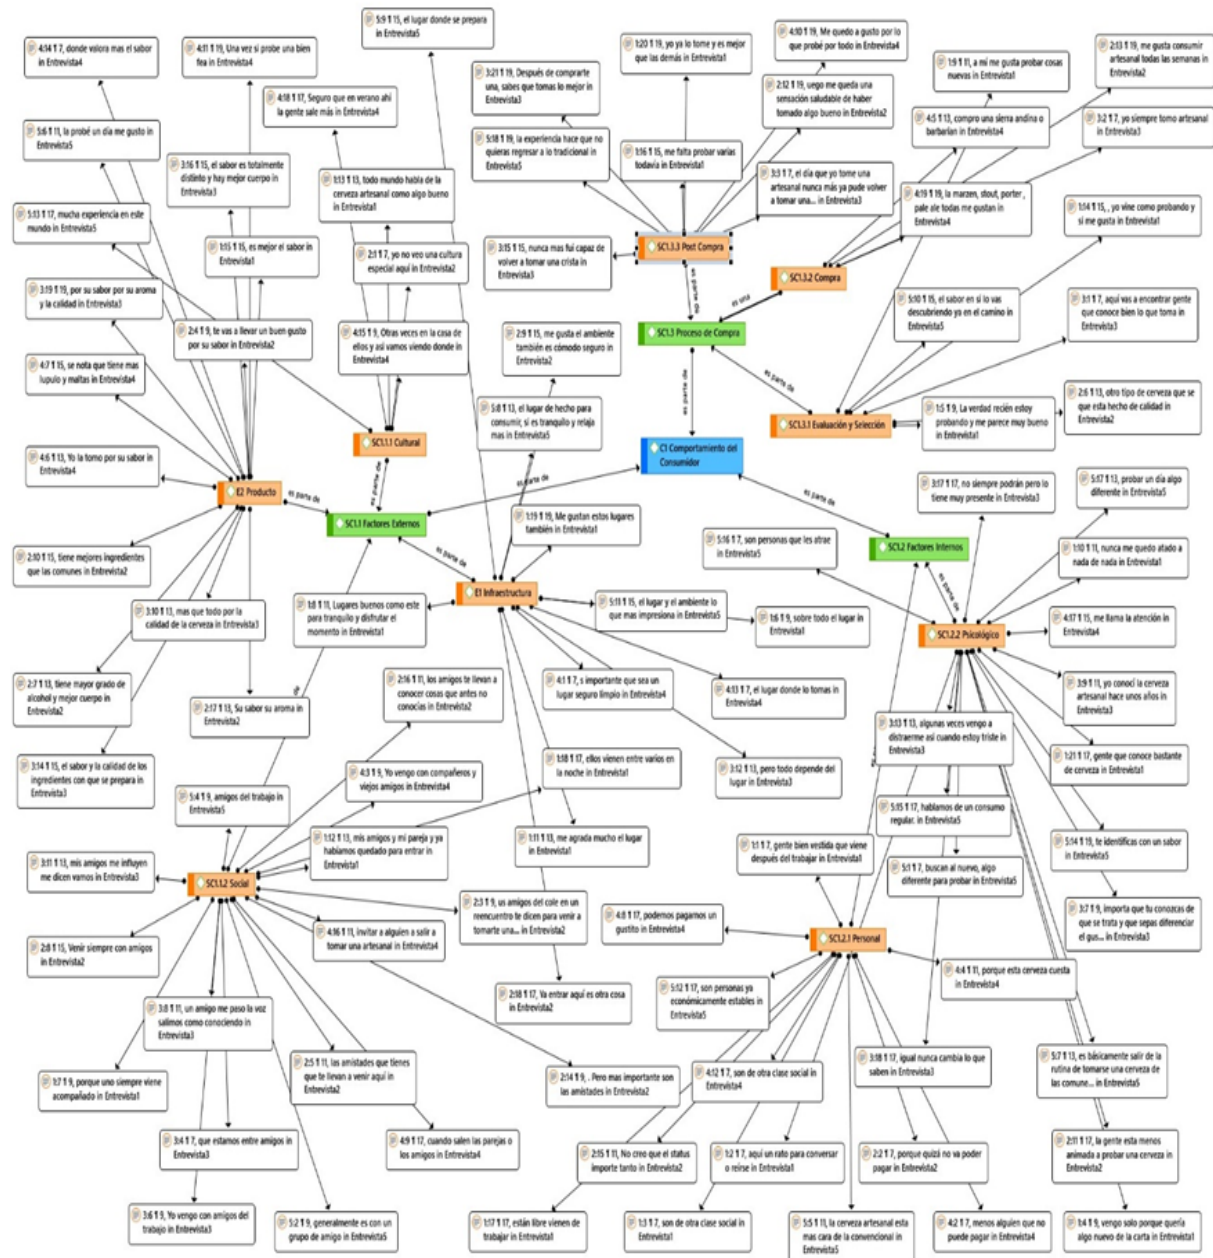 5:9 ¶ 15, el lugar donde se prepara
en Entrevista5
4:14 ¶ 7, donde valora mas el sabor
in Entrevista4
4:11 ¶ 19, Una vez si probe una bien
fea in Entrevista4
4:18 ¶ 17, Seguro que en verano ahi
la gente sale más in Entrevista4
5:6 ¶ 11, la probé un día me gusto in
Entrevista5
3:16 ¶ 15, el sabor es totalmente
distinto y hay mejor cuerpo in
Entrevista3
1:13 ¶ 13, todo mundo habla de la
cerveza artesanal como algo bueno
in Entrevista1
5:13 ¶ 17, mucha experiencia en este
mundo in Entrevista5
1:15 ¶ 15, es mejor el sabor in
Entrevista1
2:1 ¶ 7, yo no veo una cultura
especial aquí in Entrevista2
3:19 ¶ 19, por su sabor por su aroma
y la calidad in Entrevista3
2:4 ¶ 9, te vas a llevar un buen gusto
por su sabor in Entrevista2
4:15 ¶ 9, Otras veces en la casa de
ellos y asi vamos viendo donde in
Entrevista4
4:7 ¶ 15, se nota que tiene mas
lupulo y maltas in Entrevista4
4:6 ¶ 13, Yo la tomo por su sabor in
Entrevista4
1:20 ¶ 19, yo ya lo tome y es mejor
que las demás in Entrevista1
4:10 ¶ 19, Me quedo a gusto por lo
que probé por todo in Entrevista4
3:21 ¶ 19, Después de comprarte
una, sabes que tomas lo mejor in
Entrevista3
2:12 ¶ 19, uego me queda una
sensación saludable de haber
tomado algo bueno in Entrevista2
5:18 ¶ 19, la experiencia hace que no
quieras regresar a lo tradicional in
Entrevista5
1:16 ¶ 15, me falta probar varias
todavia in Entrevista1
3:3 ¶ 7, el día que yo tome una
artesanal nunca más ya pude volver
a tomar una... in Entrevista3
3:15 ¶ 15, nunca mas fui capaz de
volver a tomar una crista in
Entrevista3
1:9 ¶ 11, a mí me gusta probar cosas
nuevas in Entrevista1
2:13 ¶ 19, me gusta consumir
artesanal todas las semanas in
Entrevista2
4:5 ¶ 13, compro una sierra andina o
barbarian in Entrevista4
3:2 ¶ 7, yo siempre tomo artesanal
in Entrevista3
4:19 ¶ 19, la marzen, stout, porter ,
pale ale todas me gustan in
Entrevista4
1:14 ¶ 15, , yo vine como probando y
sí me gusta in Entrevista1
5:10 ¶ 15, el sabor en sí lo vas
descubriendo ya en el camino in
Entrevista5
3:1 ¶ 7, aquí vas a encontrar gente
que conoce bien lo que toma in
Entrevista3
1:5 ¶ 9, La verdad recién estoy
probando y me parece muy bueno
in Entrevista1
2:6 ¶ 13, otro tipo de cerveza que se
que esta hecho de calidad in
Entrevista2
SC1.3.3 Post Compra
SC1.3.2 Compra
es parte de
es una
SC1.3 Proceso de Compra
es parte de
es parte de
SC1.3.1 Evaluación y Selección
2:9 ¶ 15, me gusta el ambiente
también es cómodo seguro in
Entrevista2
5:8 ¶ 13, el lugar de hecho para
consumir, sí es tranquilo y relaja
mas in Entrevista5
SC1.1.1 Cultural
es parte de
E2 Producto
es parte de
SC1.1 Factores Externos
es parte de
C1 Comportamiento del
Consumidor
es parte de
SC1.2 Factores Internos
es parte de
es parte de
E1 Infraestructura
SC1.2.2 Psicológico
1:19 ¶ 19, Me gustan estos lugares
también in Entrevista1
3:17 ¶ 17, no siempre podrán pero lo
tiene muy presente in Entrevista3
5:17 ¶ 13, probar un día algo
diferente in Entrevista5
5:16 ¶ 7, son personas que les atrae
in Entrevista5
1:10 ¶ 11, nunca me quedo atado a
nada de nada in Entrevista1
2:10 ¶ 15, tiene mejores ingredientes
que las comunes in Entrevista2
3:10 ¶ 13, mas que todo por la
calidad de la cerveza in Entrevista3
1:8 ¶ 11, Lugares buenos como este
para tranquilo y disfrutar el
momento in Entrevista1
5:11 ¶ 15, el lugar y el ambiente lo
que mas impresiona in Entrevista5
1:6 ¶ 9, sobre todo el lugar in
Entrevista1
4:17 ¶ 15, me llama la atención in
Entrevista4
2:7 ¶ 13, tiene mayor grado de
alcohol y mejor cuerpo in
Entrevista2
2:17 ¶ 13, Su sabor su aroma in
Entrevista2
de
2:16 ¶ 11, los amigos te llevan a
conocer cosas que antes no
conocías in Entrevista2
4:1 ¶ 7, s importante que sea un
lugar seguro limpio in Entrevista4
4:13 ¶ 7, el lugar donde lo tomas in
Entrevista4
3:9 ¶ 11, yo conocí la cerveza
artesanal hace unos años in
Entrevista3
3:13 ¶ 13, algunas veces vengo a
distraerme así cuando estoy triste in
Entrevista3
1:21 ¶ 17, gente que conoce bastante
de cerveza in Entrevista1
3:14 ¶ 15, el sabor y la calidad de los
ingredientes con que se prepara in
Entrevista3
4:3 ¶ 9, Yo vengo con compañeros y
viejos amigos in Entrevista4
1:18 ¶ 17, ellos vienen entre varios en
la noche in Entrevista1
3:12 ¶ 13, pero todo depende del
lugar in Entrevista3
5:4 ¶ 9, amigos del trabajo in
Entrevista5
5:15 ¶ 17, hablamos de un consumo
regular. in Entrevista5
5:14 ¶ 19, te identificas con un sabor
in Entrevista5
1:12 ¶ 13, mis amigos y mi pareja y ya
habíamos quedado para entrar in
Entrevista1
1:11 ¶ 13, me agrada mucho el lugar
in Entrevista1
1:1 ¶ 7, gente bien vestida que viene
después del trabajar in Entrevista1
5:1 ¶ 7, buscan al nuevo, algo
diferente para probar in Entrevista5
3:11 ¶ 13, mis amigos me influyen
me dicen vamos in Entrevista3
SC1.1.2 Social
2:3 ¶ 9, us amigos del cole en un
reencuentro te dicen para venir a
tomarte una... in Entrevista2
4:8 ¶ 17, podemos pagarnos un
gustito in Entrevista4
3:7 ¶ 9, importa que tu conozcas de
que se trata y que sepas diferenciar
el gus... in Entrevista3
2:8 ¶ 15, Venir siempre con amigos in
Entrevista2
4:16 ¶ 11, invitar a alguien a salir a
tomar una artesanal in Entrevista4
SC1.2.1 Personal
4:4 ¶ 11, porque esta cerveza cuesta
in Entrevista4
2:18 ¶ 17, Ya entrar aquí es otra cosa
in Entrevista2
5:12 ¶ 17, son personas ya
económicamente estables in
Entrevista5
3:8 ¶ 11, un amigo me paso la voz
salimos como conociendo in
Entrevista3
2:5 ¶ 11, las amistades que tienes
que te llevan a venir aquí in
Entrevista2
1:7 ¶ 9, porque uno siempre viene
acompañado in Entrevista1
2:14 ¶ 9, . Pero mas importante son
las amistades in Entrevista2
4:12 ¶ 7, son de otra clase social in
Entrevista4
3:18 ¶ 17, igual nunca cambia lo que
saben in Entrevista3
5:7 ¶ 13, es básicamente salir de la
rutina de tomarse una cerveza de
las comune... in Entrevista5
3:4 ¶ 7, que estamos entre amigos in
Entrevista3
4:9 ¶ 17, cuando salen las parejas o
los amigos in Entrevista4
2:15 ¶ 11, No creo que el status
importe tanto in Entrevista2
1:2 ¶ 7, aquí un rato para conversar
o reirse in Entrevista1
2:2 ¶ 7, porque quizá no va poder
pagar in Entrevista2
2:11 ¶ 17, la gente esta menos
animada a probar una cerveza in
Entrevista2
3:6 ¶ 9, Yo vengo con amigos del
trabajo in Entrevista3
5:2 ¶ 9, generalmente es con un
grupo de amigo in Entrevista5
1:17 ¶ 17, están libre vienen de
trabajar in Entrevista1
1:3 ¶ 7, son de otra clase social in
Entrevista1
5:5 ¶ 11, la cerveza artesanal esta
mas cara de la convencional in
Entrevista5
4:2 ¶ 7, menos alguien que no
puede pagar in Entrevista4
1:4 ¶ 9, vengo solo porque quería
algo nuevo de la carta in Entrevista1